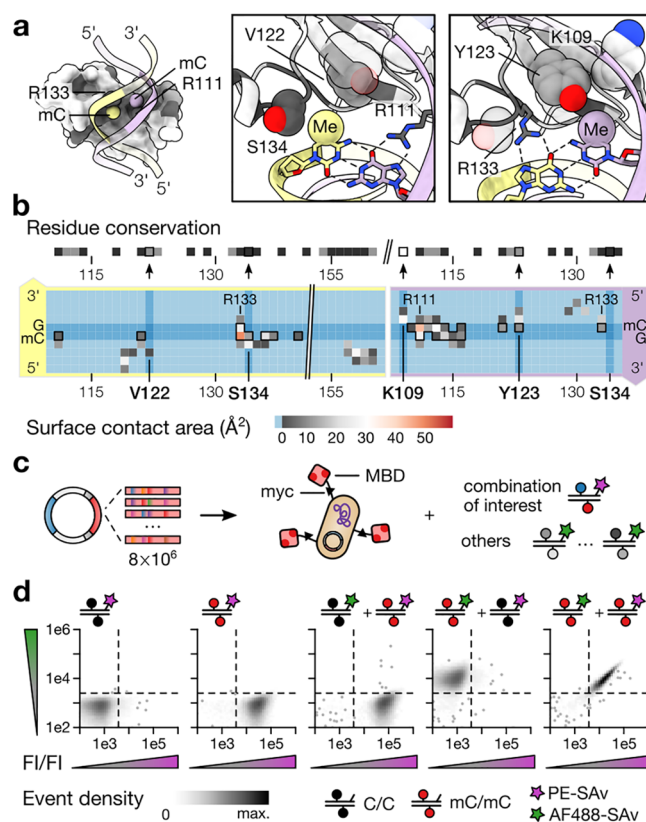 a
5'
3'
mC
R133
R111
mC
3'
5'
V122
R111
Me
S134
K109
Y123
Me
R133
b
Residue conservation
115
130
155
115
130
3'
R133
R111
R133
G
mC
mC
G
5'
115
130
155
115
130
V122
S134
K109
Y123
S134
Surface contact area (Å²)
0 10 20 30 40 50
c
MBD
myc
combination
of interest
+
others
...
...
8×10⁶
d
+
+
+
1e6
1e4
1e2
1e3 1e5
1e3 1e5
1e3 1e5
1e3 1e5
1e3 1e5
FI/FI
Event density
0
max.
C/C
mC/mC
PE-SAv
AF488-SAv